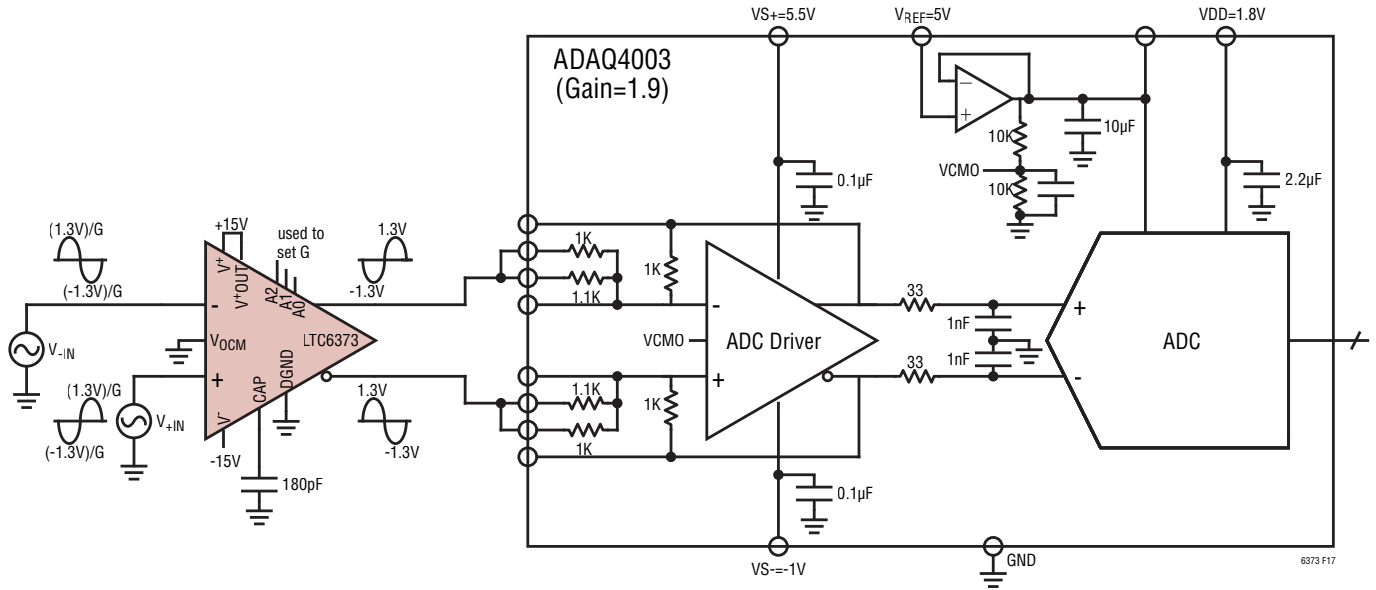 VS+=5.5V
VREF=5V
VDD=1.8V
ADAQ4003
(Gain=1.9)
10K
10µF
VCMO
10K
0.1µF
2.2µF
(1.3V)/G
(-1.3V)/G
+15V
used to
set G
1.3V
-1.3V
V+
V+OUT
A2
A1
A0
-
VOCM
LTC6373
+
CAP
DGND
V-
-15V
180pF
V-IN
(1.3V)/G
(-1.3V)/G
V+IN
1.3V
-1.3V
1K
1.1K
1K
-
VCMO
ADC Driver
+
1.1K
1K
1K
33
1nF
1nF
33
+
ADC
-
0.1µF
VS-=-1V
GND
6373 F17